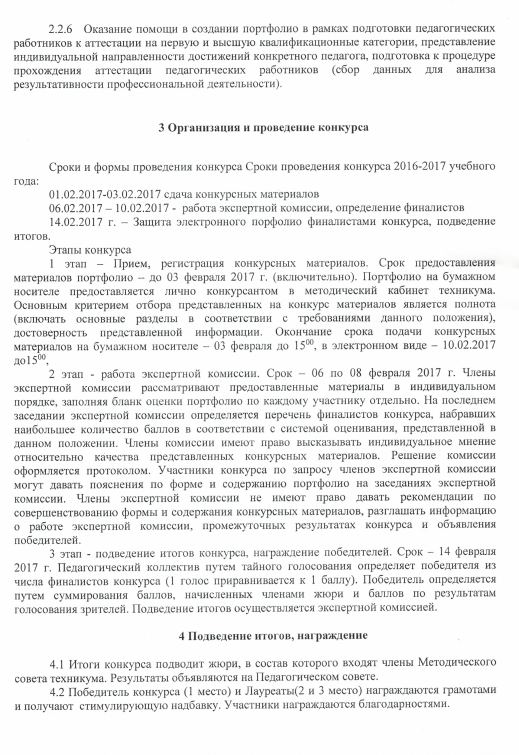 2.2.6 Оказание помощи в создании портфолио в рамках подготовки педагогических
работников к аттестации на первую и высшую квалификационные категории, представление
индивидуальной направленности достижений конкретного педагога, подготовка к процедуре
прохождения аттестации педагогических работников (сбор данных для анализа
результативности профессиональной деятельности).
3 Организация и проведение конкурса
Сроки и формы проведения конкурса Сроки проведения конкурса 2016-2017 учебного
года:
01.02.2017-03.02.2017 сдача конкурсных материалов
06.02.2017 – 10.02.2017 - работа экспертной комиссии, определение финалистов
14.02.2017 г. – Защита электронного порфолио финалистами конкурса, подведение
итогов.
Этапы конкурса
1 этап – Прием, регистрация конкурсных материалов. Срок предоставления
материалов портфолио – до 03 февраля 2017 г. (включительно). Портфолио на бумажном
носителе предоставляется лично конкурсантом в методический кабинет техникума.
Основным критерием отбора представленных на конкурс материалов является полнота
(включать основные разделы в соответствии с требованиями данного положения),
достоверность представленной информации. Окончание срока подачи конкурсных
материалов на бумажном носителе – 03 февраля до 15⁰⁰, в электронном виде – 10.02.2017
до15⁰⁰,
2 этап - работа экспертной комиссии. Срок – 06 по 08 февраля 2017 г. Члены
экспертной комиссии рассматривают предоставленные материалы в индивидуальном
порядке, заполняя бланк оценки портфолио по каждому участнику отдельно. На последнем
заседании экспертной комиссии определяется перечень финалистов конкурса, набравших
наибольшее количество баллов в соответствии с системой оценивания, представленной в
данном положении. Члены комиссии имеют право высказывать индивидуальное мнение
относительно качества представленных конкурсных материалов. Решение комиссии
оформляется протоколом. Участники конкурса по запросу членов экспертной комиссии
могут давать пояснения по форме и содержанию портфолио на заседаниях экспертной
комиссии. Члены экспертной комиссии не имеют право давать рекомендации по
совершенствованию формы и содержания конкурсных материалов, разглашать информацию
о работе экспертной комиссии, промежуточных результатах конкурса и объявления
победителей.
3 этап - подведение итогов конкурса, награждение победителей. Срок – 14 февраля
2017 г. Педагогический коллектив путем тайного голосования определяет победителя из
числа финалистов конкурса (1 голос приравнивается к 1 баллу). Победитель определяется
путем суммирования баллов, начисленных членами жюри и баллов по результатам
голосования зрителей. Подведение итогов осуществляется экспертной комиссией.
4 Подведение итогов, награждение
4.1 Итоги конкурса подводит жюри, в состав которого входят члены Методического
совета техникума. Результаты объявляются на Педагогическом совете.
4.2 Победитель конкурса (1 место) и Лауреаты(2 и 3 место) награждаются грамотами
и получают стимулирующую надбавку. Участники награждаются благодарностями.